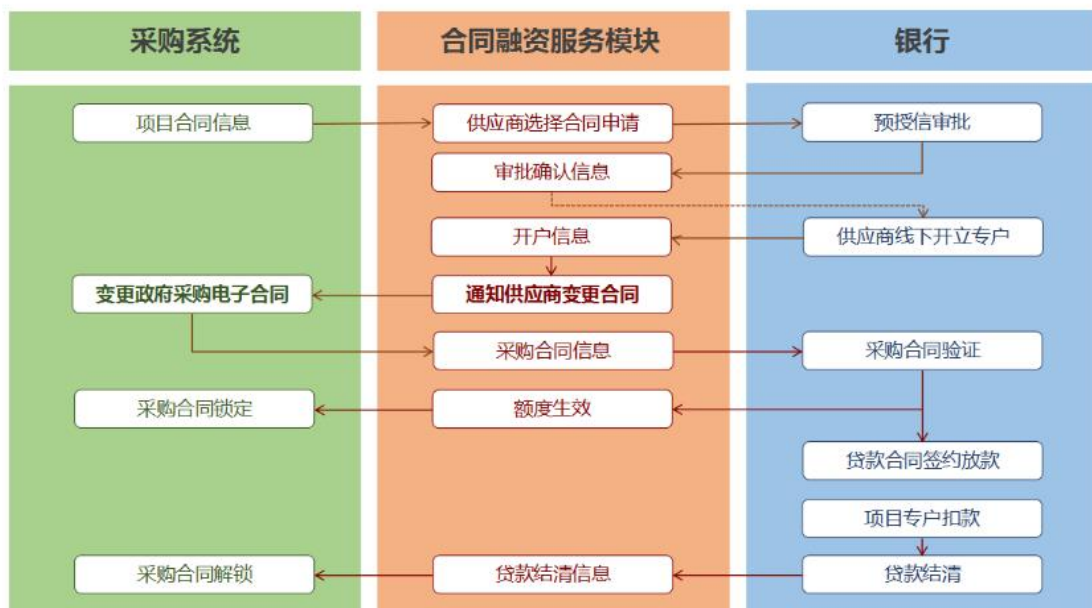 采购系统
合同融资服务模块
银行
项目合同信息
供应商选择合同申请
预授信审批
审批确认信息
开户信息
供应商线下开立专户
变更政府采购电子合同
通知供应商变更合同
采购合同信息
采购合同验证
采购合同锁定
额度生效
贷款合同签约放款
项目专户扣款
采购合同解锁
贷款结清信息
贷款结清